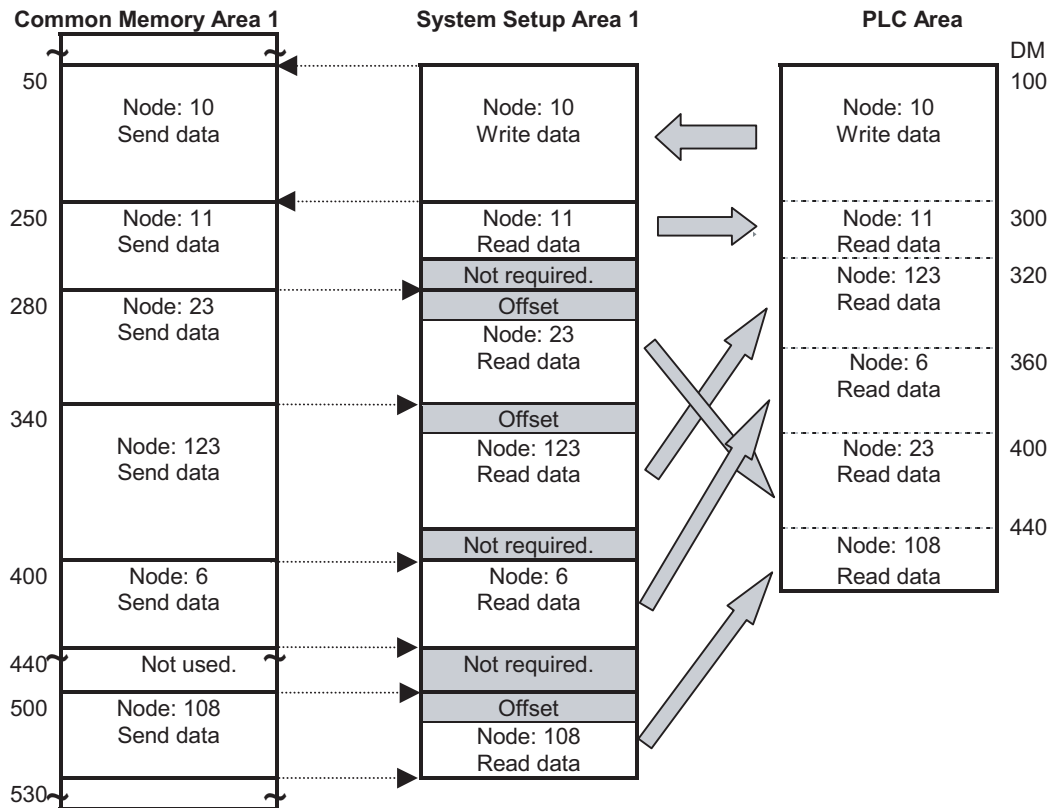 Common Memory Area 1
System Setup Area 1
PLC Area
DM
50
Node: 10
Send data
250
Node: 11
Send data
280
Node: 23
Send data
340
Node: 123
Send data
400
Node: 6
Send data
440
Not used.
500
Node: 108
Send data
530
Node: 10
Write data
Node: 11
Read data
Not required.
Offset
Node: 23
Read data
Offset
Node: 123
Read data
Not required.
Node: 6
Read data
Not required.
Offset
Node: 108
Read data
Node: 10
Write data
100
Node: 11
Read data
300
Node: 123
Read data
320
Node: 6
Read data
360
Node: 23
Read data
400
Node: 108
Read data
440